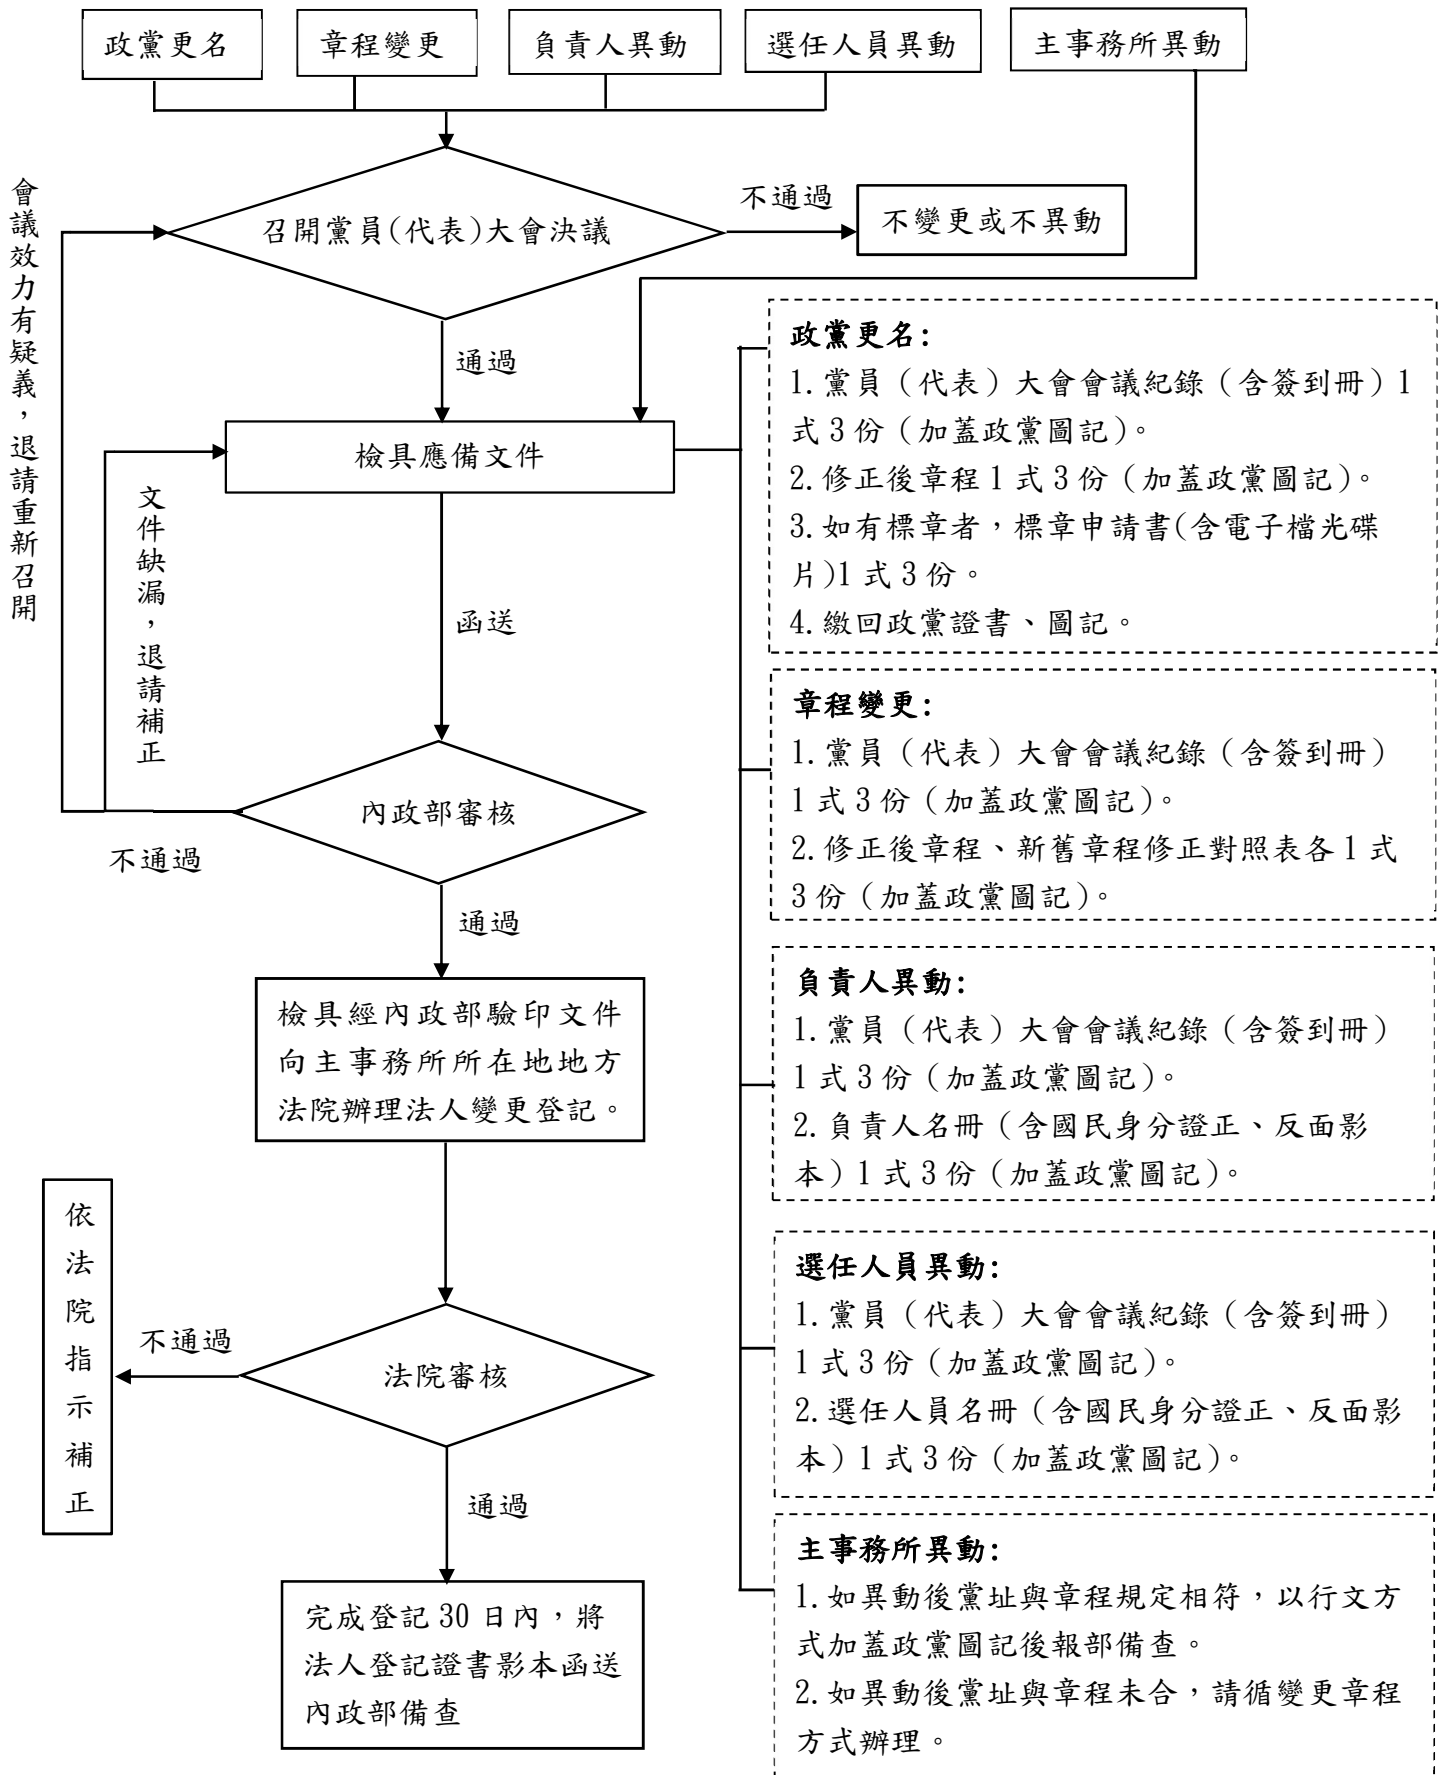 政黨更名
章程變更
負責人異動
選任人員異動
主事務所異動
召開黨員(代表)大會決議
不通過
不變更或不異動
會議效力有疑義，退請重新召開
通過
檢具應備文件
文件缺漏，退請補正
函送
內政部審核
不通過
通過
檢具經內政部驗印文件
向主事務所所在地地方
法院辦理法人變更登記。
依法院指示補正
不通過
法院審核
通過
完成登記 30 日內，將
法人登記證書影本函送
內政部備查
政黨更名:
1.黨員（代表）大會會議紀錄（含簽到冊）1
式 3 份（加蓋政黨圖記）。
2.修正後章程 1 式 3 份（加蓋政黨圖記）。
3.如有標章者，標章申請書(含電子檔光碟
片)1 式 3 份。
4.繳回政黨證書、圖記。
章程變更:
1.黨員（代表）大會會議紀錄（含簽到冊）
1 式 3 份（加蓋政黨圖記）。
2.修正後章程、新舊章程修正對照表各 1 式
3 份（加蓋政黨圖記）。
負責人異動:
1.黨員（代表）大會會議紀錄（含簽到冊）
1 式 3 份（加蓋政黨圖記）。
2.負責人名冊（含國民身分證正、反面影
本）1 式 3 份（加蓋政黨圖記）。
選任人員異動:
1.黨員（代表）大會會議紀錄（含簽到冊）
1 式 3 份（加蓋政黨圖記）。
2.選任人員名冊（含國民身分證正、反面影
本）1 式 3 份（加蓋政黨圖記）。
主事務所異動:
1.如異動後黨址與章程規定相符，以行文方
式加蓋政黨圖記後報部備查。
2.如異動後黨址與章程未合，請循變更章程
方式辦理。